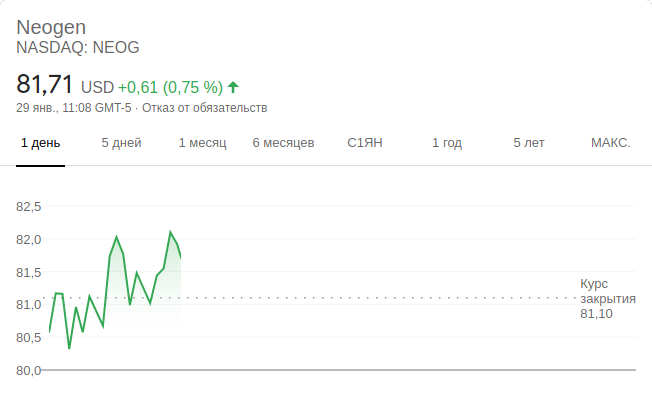 Neogen
NASDAQ: NEOG
81,71 USD +0,61 (0,75 %)
29 янв., 11:08 GMT-5 · Отказ от обязательств
1 день 5 дней 1 месяц 6 месяцев С1ЯН 1 год 5 лет МАКС.
82,5
82,0
81,5
81,0
80,5
80,0
Курс
закрытия
81,10